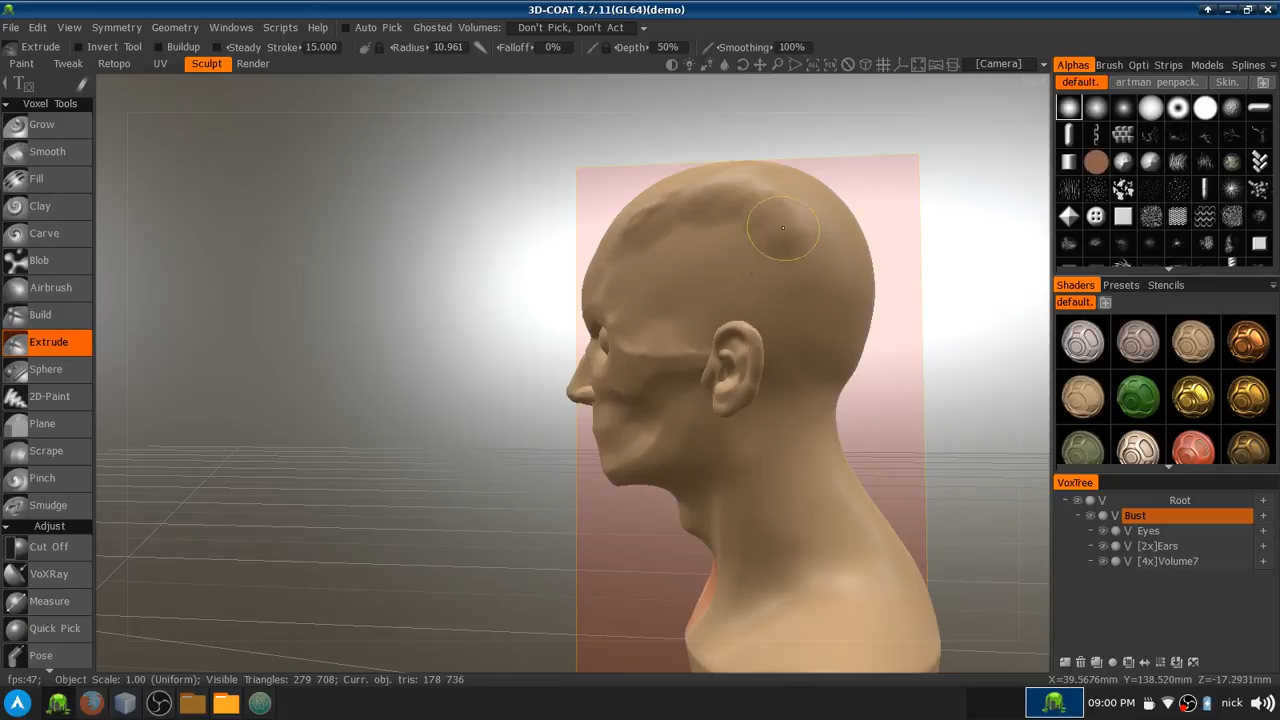 3D-COAT 4.7.11(GL64)(demo)
File Edit View Symmetry Geometry Windows Scripts Help Auto Pick Ghosted Volumes: Don't Pick, Don't Act
Extrude Invert Tool Buildup Steady Stroke 15.000 Radius 10.961 Falloff 0% Depth 50% Smoothing 100%
Paint Tweak Retopo UV Sculpt Render [Camera]
Alphas Brush Opti Strips Models Splines
default. artman penpack. Skin.
Voxel Tools
Grow
Smooth
Fill
Clay
Carve
Blob
Airbrush
Build
Extrude
Sphere
2D-Paint
Plane
Scrape
Pinch
Smudge
Adjust
Cut Off
VoXRay
Measure
Quick Pick
Pose
Shaders Presets Stencils
default.
VoxTree
V Root +
V Bust +
V Eyes +
V [2x]Ears +
V [4x]Volume7 +
fps:47; Object Scale: 1.00 (Uniform); Visible Triangles: 279 708; Curr. obj. tris: 178 736
X=39.5676mm Y=138.520mm Z=-17.2931mm
09:00 PM nick